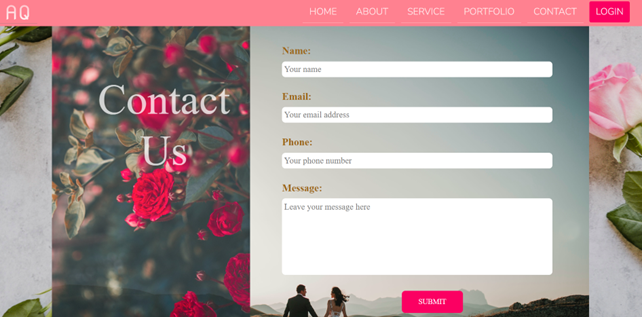 AQ
HOME ABOUT SERVICE PORTFOLIO CONTACT LOGIN
Contact
Us
Name:
Your name
Email:
Your email address
Phone:
Your phone number
Message:
Leave your message here
SUBMIT